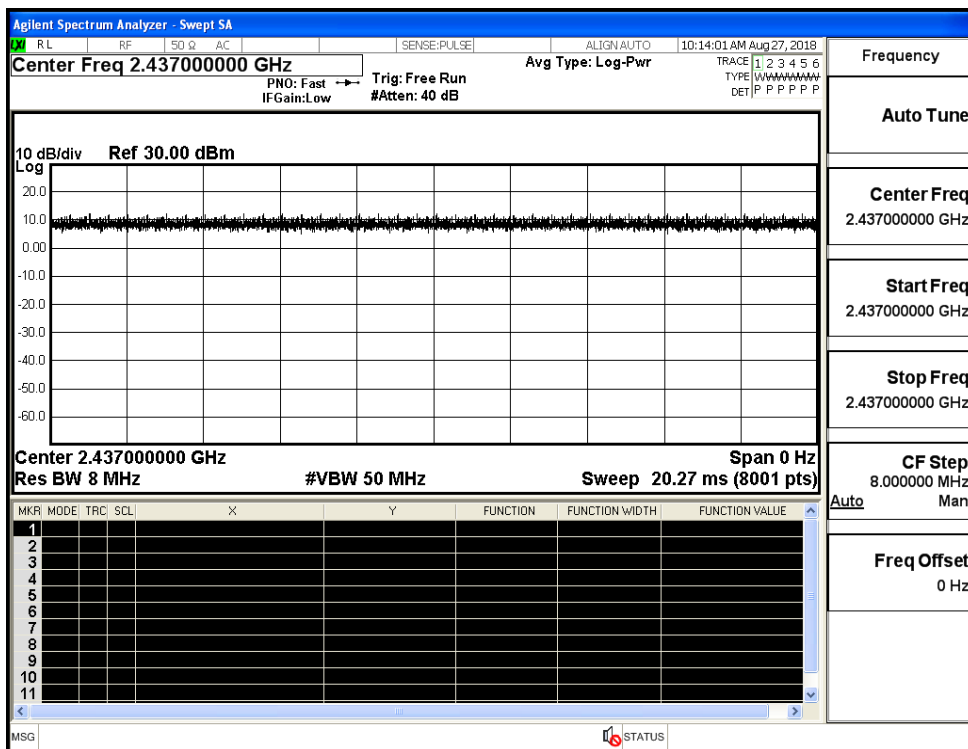 Agilent Spectrum Analyzer - Swept SA
LXI RL RF 50 Ω AC SENSE:PULSE ALIGN AUTO 10:14:01 AM Aug 27, 2018
Center Freq 2.437000000 GHz
Avg Type: Log-Pwr
TRACE 1 2 3 4 5 6
PNO: Fast Trig: Free Run
TYPE WWWWWW
IFGain:Low #Atten: 40 dB
DET P P P P P P
10 dB/div Ref 30.00 dBm
Log
20.0
10.0
0.00
-10.0
-20.0
-30.0
-40.0
-50.0
-60.0
Center 2.437000000 GHz Span 0 Hz
Res BW 8 MHz #VBW 50 MHz Sweep 20.27 ms (8001 pts)
MKR MODE TRC SCL X Y FUNCTION FUNCTION WIDTH FUNCTION VALUE
1
2
3
4
5
6
7
8
9
10
11
MSG STATUS
Frequency
Auto Tune
Center Freq
2.437000000 GHz
Start Freq
2.437000000 GHz
Stop Freq
2.437000000 GHz
CF Step
8.000000 MHz
Auto Man
Freq Offset
0 Hz